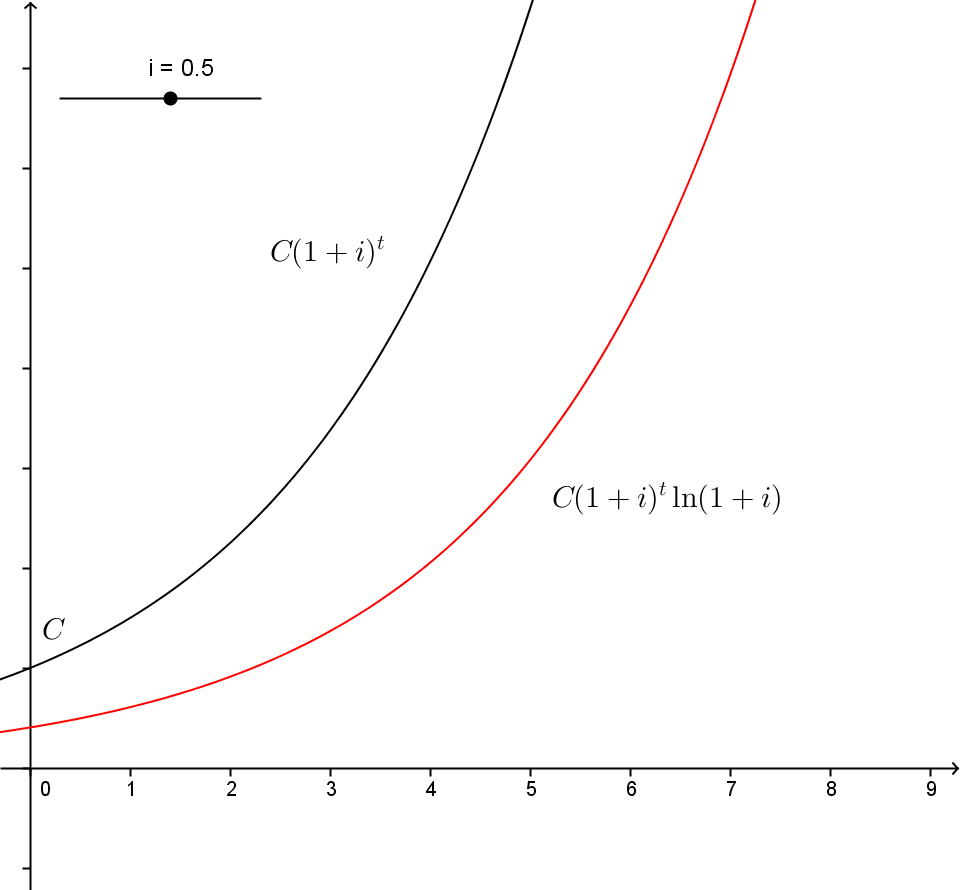 i = 0.5
C(1 + i)^t
C(1 + i)^t ln(1 + i)
C
0 1 2 3 4 5 6 7 8 9